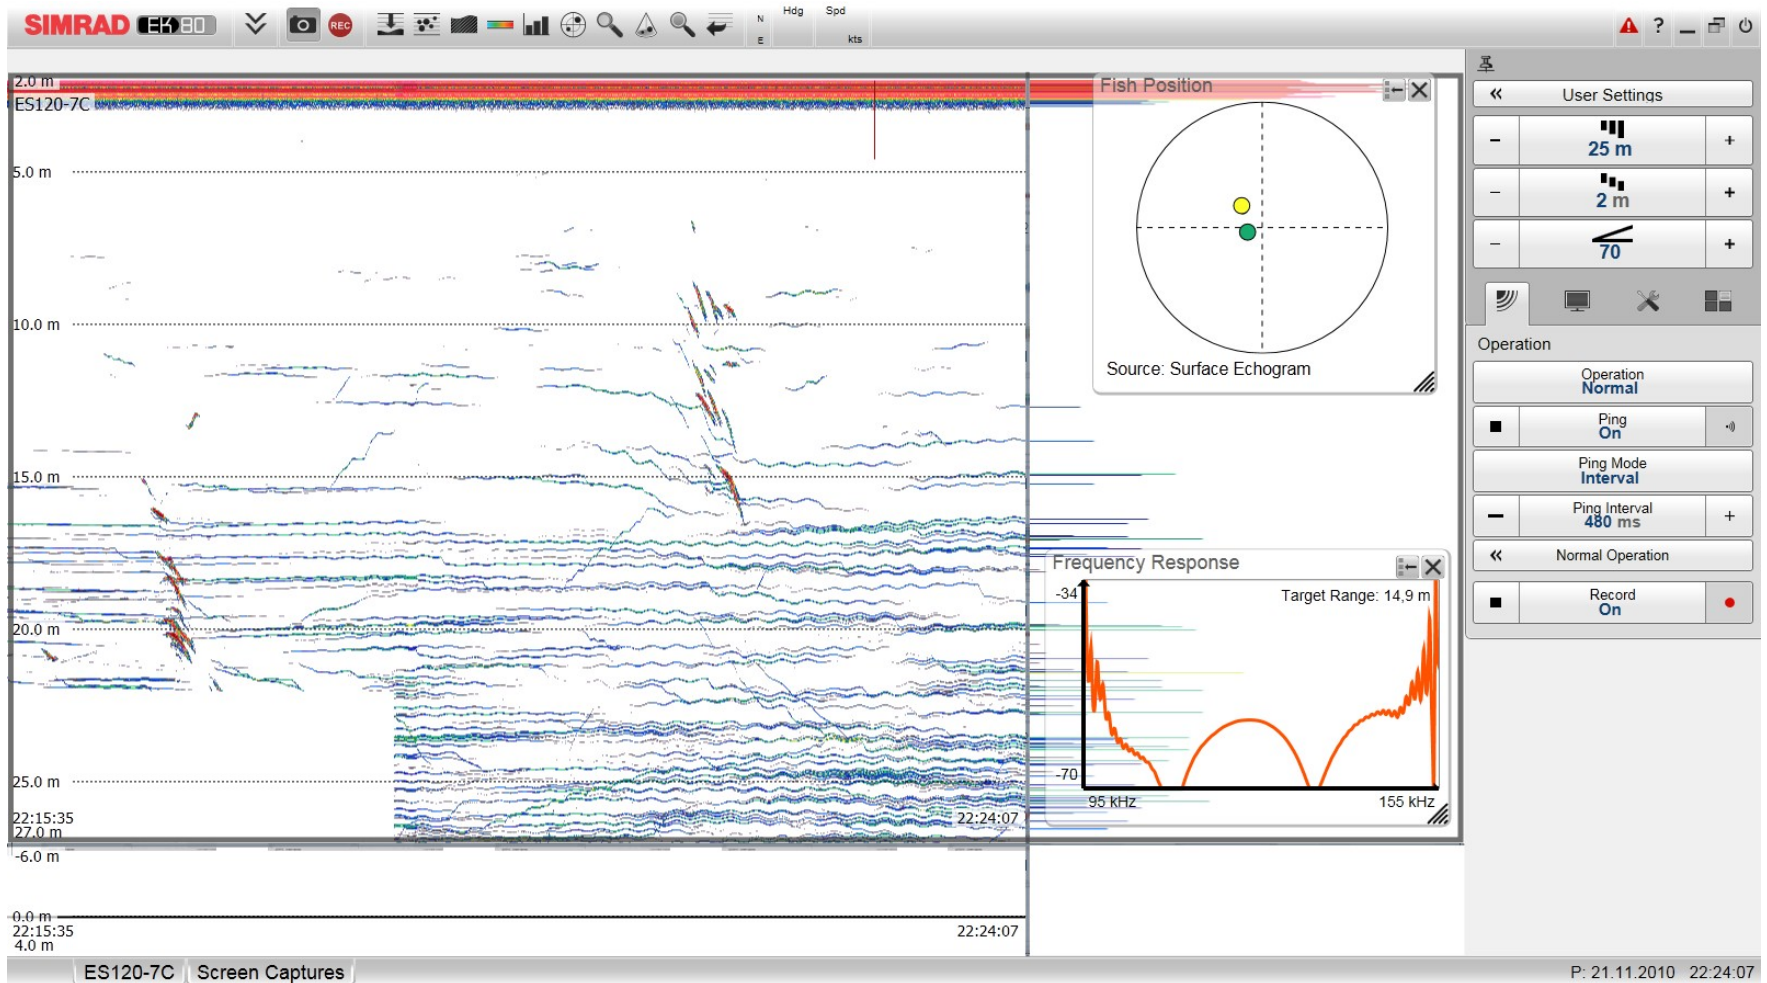 SIMRAD EK80
REC
N
E
Hdg
Spd
kts
?
2.0 m
ES120-7C
5.0 m
10.0 m
15.0 m
20.0 m
25.0 m
22:15:35
27.0 m
22:24:07
-6.0 m
0.0 m
22:15:35
4.0 m
22:24:07
Fish Position
Source: Surface Echogram
Frequency Response
-34
Target Range: 14,9 m
-70
95 kHz
155 kHz
User Settings
25 m
2 m
70
Operation
Operation
Normal
Ping
On
Ping Mode
Interval
Ping Interval
480 ms
Normal Operation
Record
On
ES120-7C
Screen Captures
P: 21.11.2010 22:24:07